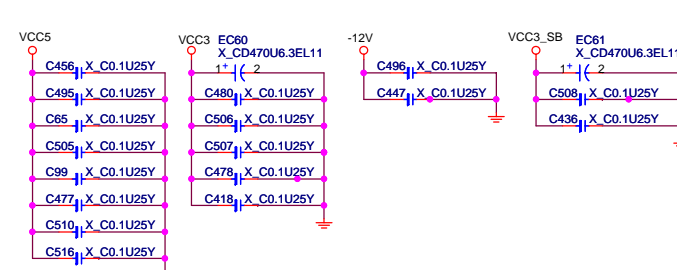 VCC5
C456 X_C0.1U25Y
C495 X_C0.1U25Y
C65 X_C0.1U25Y
C505 X_C0.1U25Y
C99 X_C0.1U25Y
C477 X_C0.1U25Y
C510 X_C0.1U25Y
C516 X_C0.1U25Y
VCC3 EC60
X_CD470U6.3EL11
1 + 2
C480 X_C0.1U25Y
C506 X_C0.1U25Y
C507 X_C0.1U25Y
C478 X_C0.1U25Y
C418 X_C0.1U25Y
-12V
C496 X_C0.1U25Y
C447 X_C0.1U25Y
VCC3_SB EC61
X_CD470U6.3EL11
1 + 2
C508 X_C0.1U25Y
C436 X_C0.1U25Y